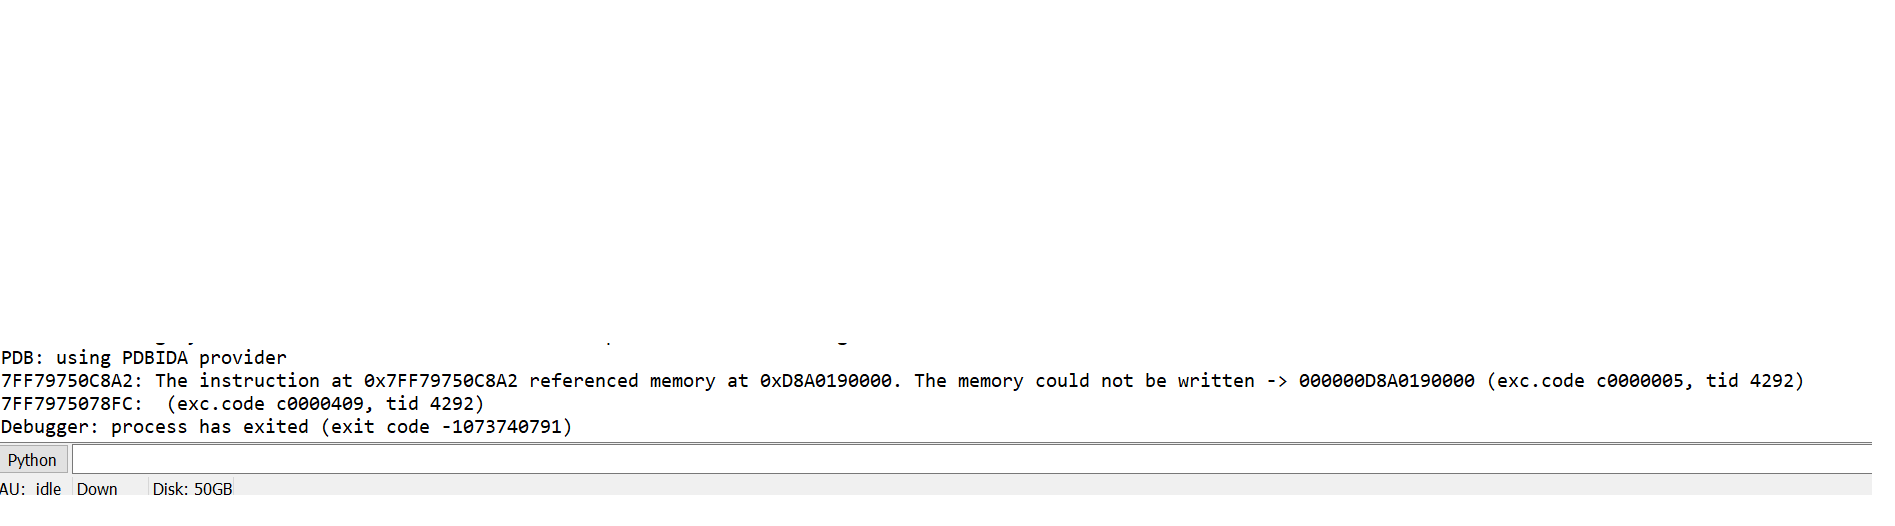 PDB: using PDBIDA provider
7FF79750C8A2: The instruction at 0x7FF79750C8A2 referenced memory at 0xD8A0190000. The memory could not be written -> 000000D8A0190000 (exc.code c0000005, tid 4292)
7FF7975078FC:  (exc.code c0000409, tid 4292)
Debugger: process has exited (exit code -1073740791)
Python
AU: idle Down Disk: 50GB